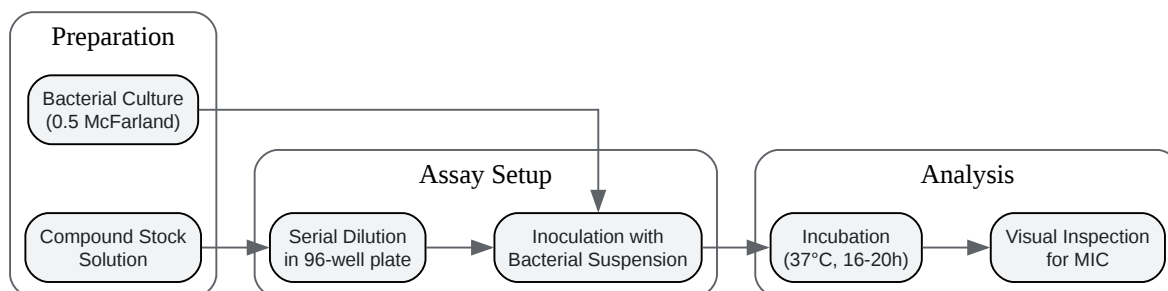 Preparation
Bacterial Culture
(0.5 McFarland)
Compound Stock
Solution
Assay Setup
Serial Dilution
in 96-well plate
Inoculation with
Bacterial Suspension
Analysis
Incubation
(37°C, 16-20h)
Visual Inspection
for MIC